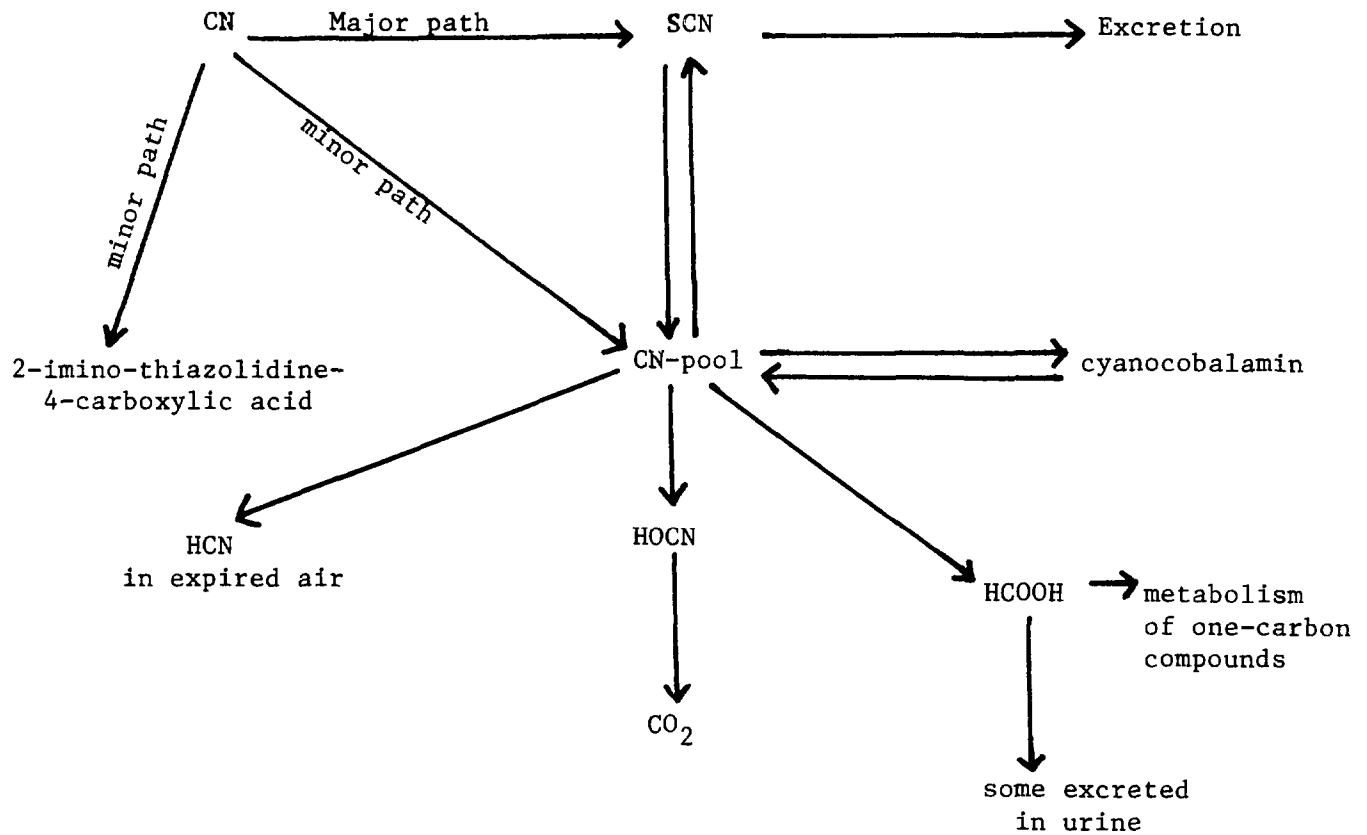 CN
Major path
SCN
Excretion
minor path
minor path
2-imino-thiazolidine-
4-carboxylic acid
CN-pool
cyanocobalamin
HCN
in expired air
HOCN
HCOOH
metabolism
of one-carbon
compounds
CO2
some excreted
in urine